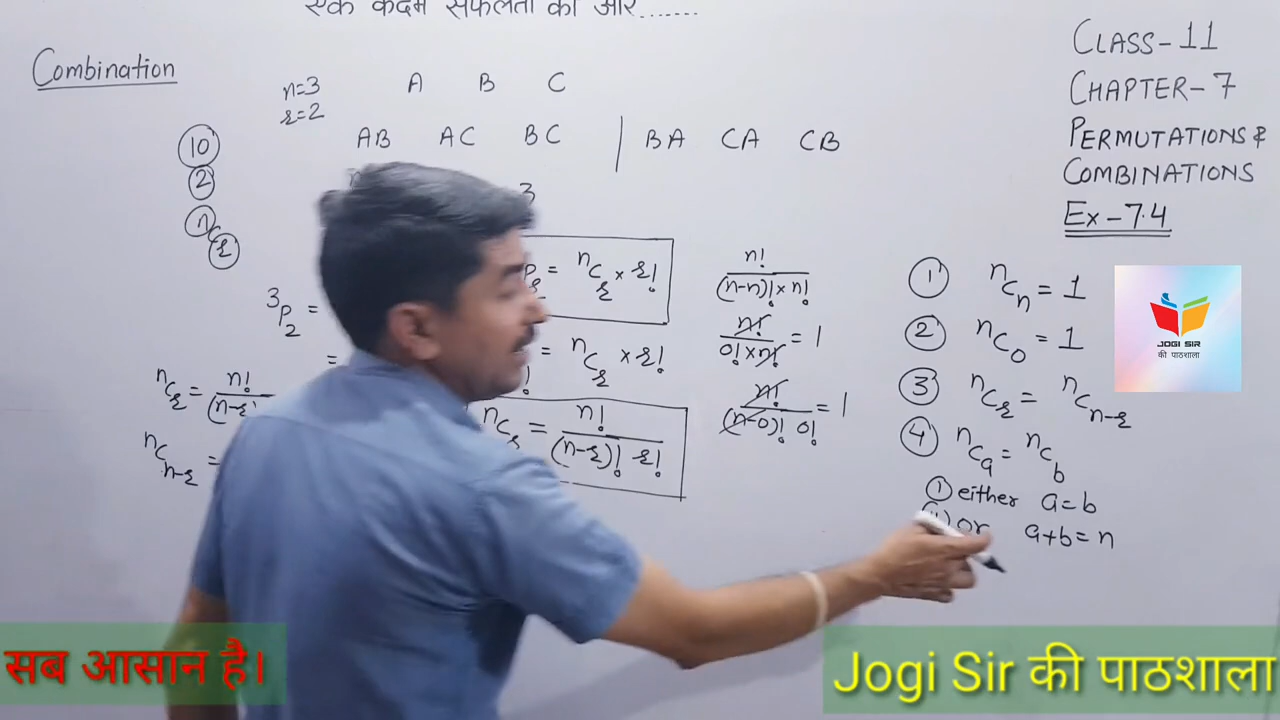 एक कदम सफलता की ओर.......
Combination
n=3 A B C
r=2
10 AB AC BC | BA CA CB
2
nCr
3
Pr = nCr × r!
3P2 =
= nCr × r!
nCr = n!/(n-r)!
nCr = n!/(n-r)! r!
nCn-r =
n!/(n-n)! × n!
n!/0! × n! = 1
n!/(n-0)! 0! = 1
CLASS-11
CHAPTER-7
PERMUTATIONS &
COMBINATIONS
Ex-7.4
① nCn = 1
② nC0 = 1
③ nCr = nCn-r
④ nCa = nCb
① either a=b
or a+b=n
JOGI SIR
की पाठशाला
सब आसान है।
Jogi Sir की पाठशाला